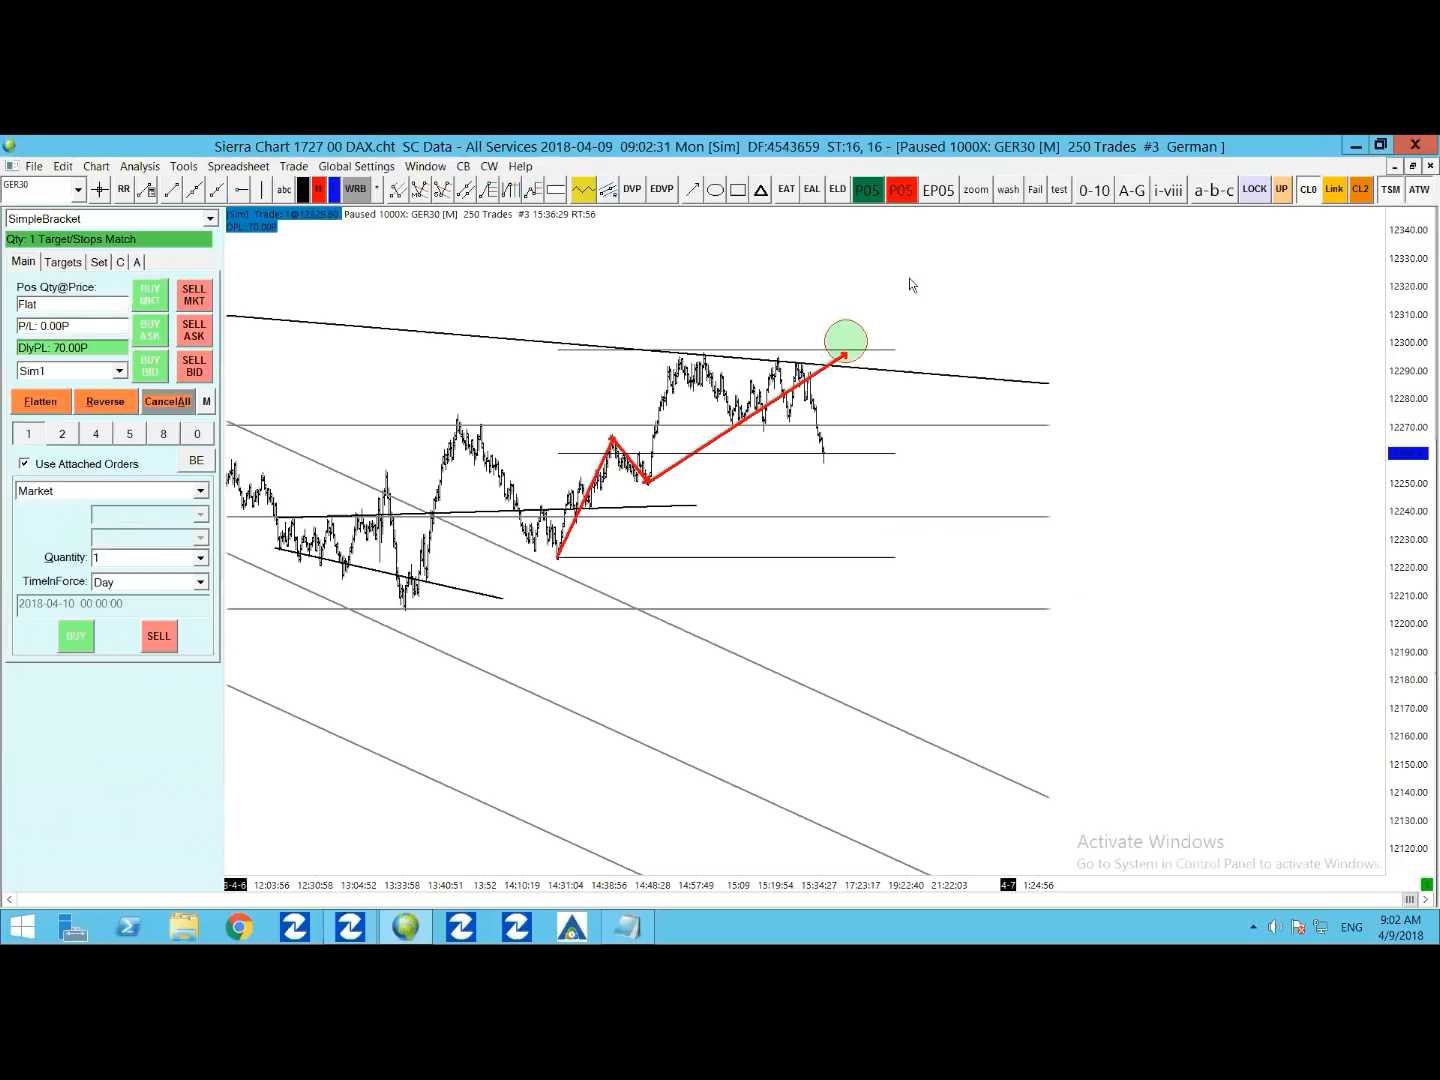 Sierra Chart 1727 00 DAX.cht SC Data - All Services 2018-04-09 09:02:31 Mon [Sim] DF:4543659 ST:16, 16 - [Paused 1000X: GER30 [M] 250 Trades #3 German ]
File Edit Chart Analysis Tools Spreadsheet Trade Global Settings Window CB CW Help
GER30 RR abc WRB * DVP EDVP EAT EAL ELD P05 P05 EP05 zoom wash Fail test 0-10 A-G i-viii a-b-c LOCK UP CL0 Link CL2 TSM ATW
SimpleBracket
[Sim] Paused 1000X: GER30 [M] 250 Trades #3 15:36:29 RT:56
DPL: 70.00P
Qty: 1 Target/Stops Match
Main Targets Set C A
Pos Qty@Price:
Flat
BUY MKT
SELL MKT
P/L: 0.00P
BUY ASK
SELL ASK
DlyPL: 70.00P
Sim1
BUY BID
SELL BID
Flatten Reverse CancelAll M
1 2 4 5 8 0
Use Attached Orders BE
Market
Quantity: 1
TimeInForce: Day
2018-04-10 00:00:00
BUY SELL
12340.00
12330.00
12320.00
12310.00
12300.00
12290.00
12280.00
12270.00
12250.00
12240.00
12230.00
12220.00
12210.00
12200.00
12190.00
12180.00
12170.00
12160.00
12150.00
12140.00
12130.00
12120.00
Activate Windows
Go to System in Control Panel to activate Windows.
3-4-6 12:03:56 12:30:58 13:04:52 13:33:58 13:40:51 13:52 14:10:19 14:31:04 14:38:56 14:48:28 14:57:49 15:09 15:19:54 15:34:27 17:23:17 19:22:40 21:22:03 4-7 1:24:56
ENG
9:02 AM
4/9/2018